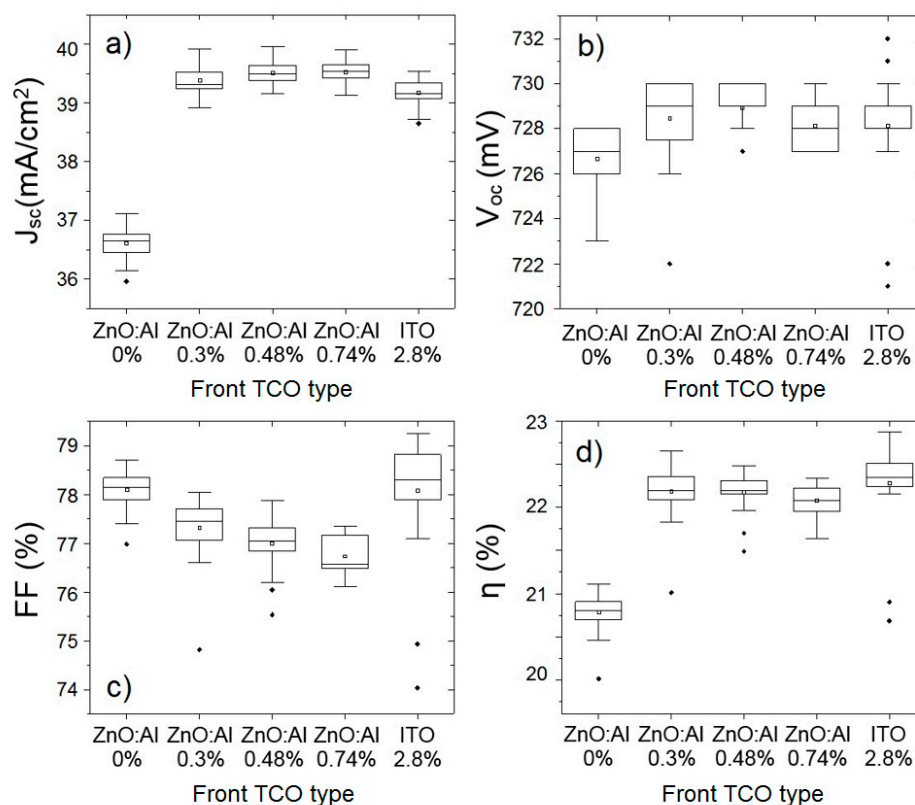 a)
J_sc(mA/cm²)
40
39
38
37
36
ZnO:Al ZnO:Al ZnO:Al ZnO:Al ITO
0% 0.3% 0.48% 0.74% 2.8%
Front TCO type
b)
V_oc (mV)
732
730
728
726
724
722
720
ZnO:Al ZnO:Al ZnO:Al ZnO:Al ITO
0% 0.3% 0.48% 0.74% 2.8%
Front TCO type
c)
FF (%)
79
78
77
76
75
74
ZnO:Al ZnO:Al ZnO:Al ZnO:Al ITO
0% 0.3% 0.48% 0.74% 2.8%
Front TCO type
d)
η (%)
23
22
21
20
ZnO:Al ZnO:Al ZnO:Al ZnO:Al ITO
0% 0.3% 0.48% 0.74% 2.8%
Front TCO type